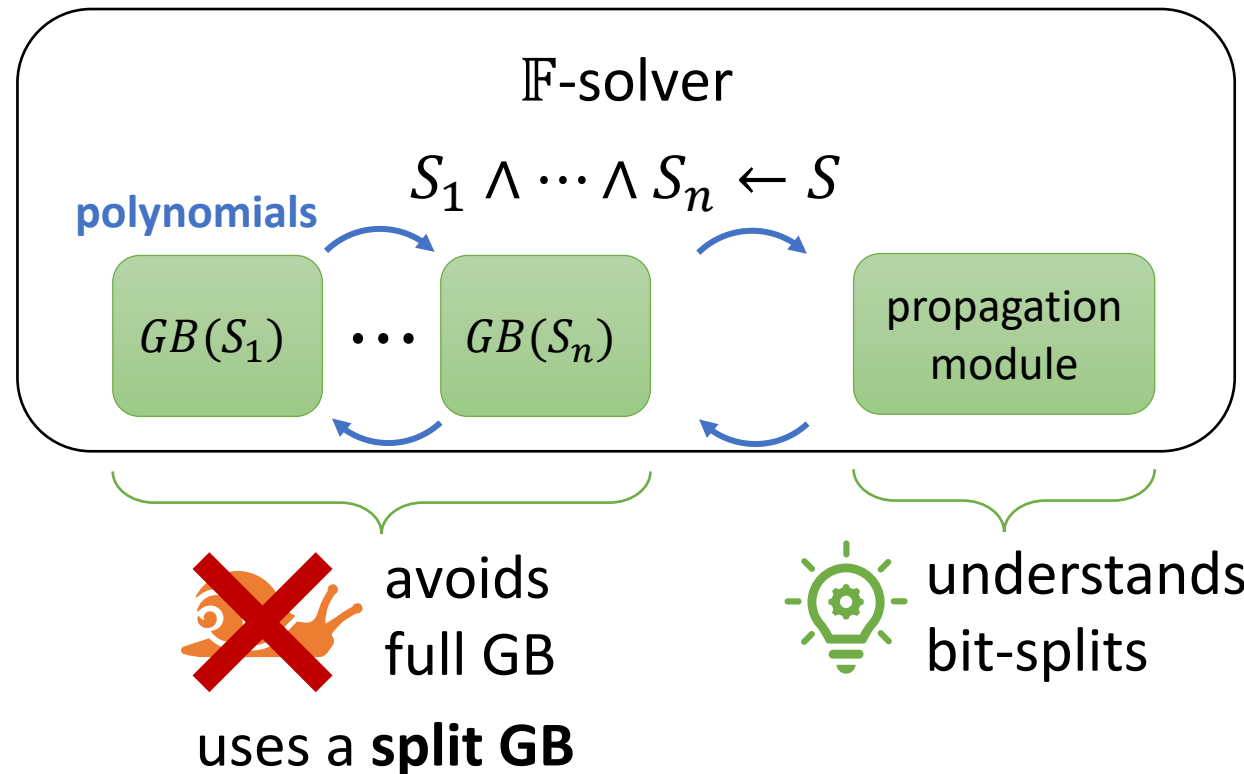 𝔽-solver
S₁ ∧ ⋯ ∧ Sₙ ← S
polynomials
GB(S₁) ⋯ GB(Sₙ)
propagation
module
avoids
full GB
uses a split GB
understands
bit-splits